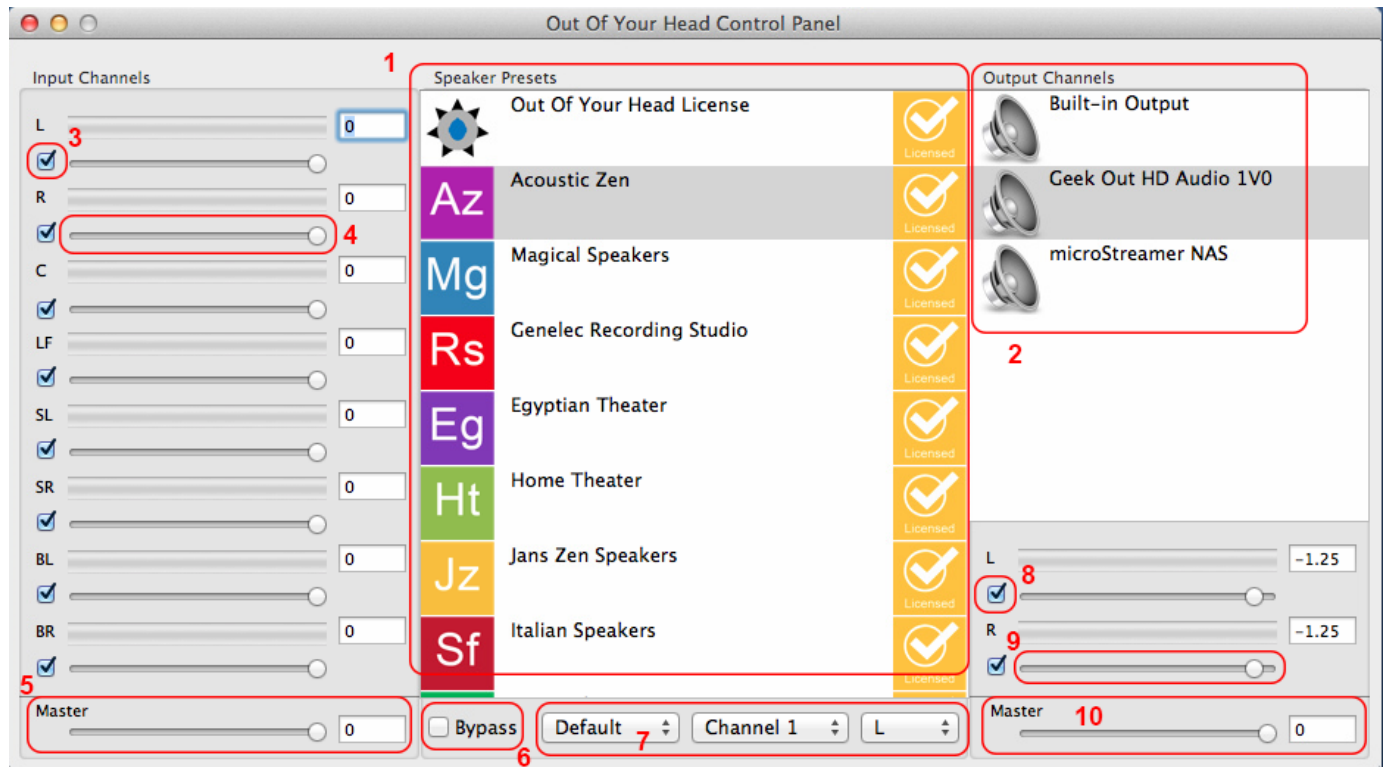 Out Of Your Head Control Panel
1
Input Channels
L
0
3
R
0
4
C
0
LF
0
SL
0
SR
0
BL
0
BR
0
5
Master
0
Speaker Presets
Out Of Your Head License
Licensed
Az
Acoustic Zen
Licensed
Mg
Magical Speakers
Licensed
Rs
Genelec Recording Studio
Licensed
Eg
Egyptian Theater
Licensed
Ht
Home Theater
Licensed
Jz
Jans Zen Speakers
Licensed
Sf
Italian Speakers
Licensed
Bypass
6
Default
7
Channel 1
L
Output Channels
Built-in Output
Geek Out HD Audio 1V0
microStreamer NAS
2
L
-1.25
8
R
-1.25
9
Master
10
0